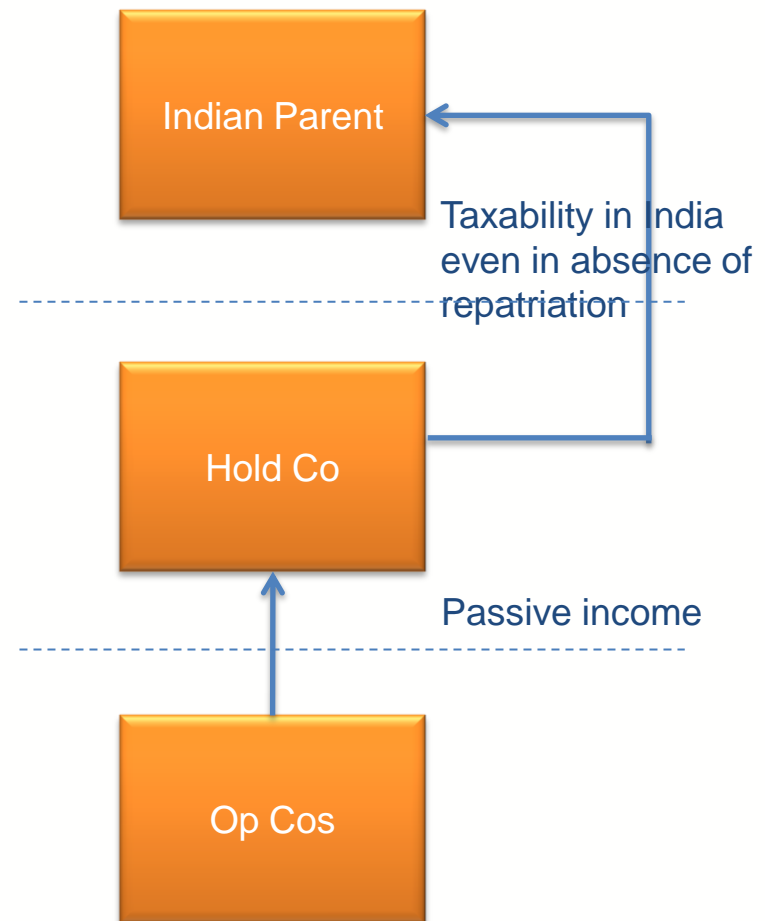 Indian Parent
Taxability in India
even in absence of
repatriation
Hold Co
Passive income
Op Cos